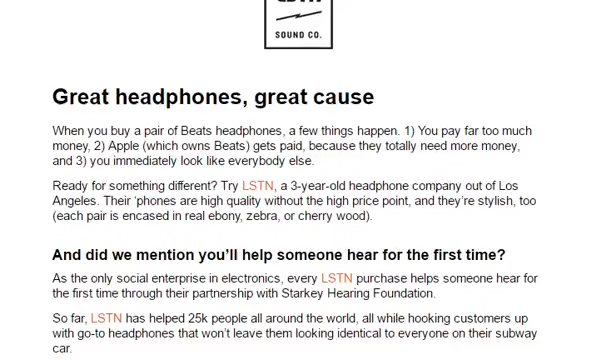 SOUND CO.
Great headphones, great cause
When you buy a pair of Beats headphones, a few things happen. 1) You pay far too much
money, 2) Apple (which owns Beats) gets paid, because they totally need more money,
and 3) you immediately look like everybody else.
Ready for something different? Try LSTN, a 3-year-old headphone company out of Los
Angeles. Their ‘phones are high quality without the high price point, and they’re stylish, too
(each pair is encased in real ebony, zebra, or cherry wood).
And did we mention you’ll help someone hear for the first time?
As the only social enterprise in electronics, every LSTN purchase helps someone hear for
the first time through their partnership with Starkey Hearing Foundation.
So far, LSTN has helped 25k people all around the world, all while hooking customers up
with go-to headphones that won’t leave them looking identical to everyone on their subway
car.